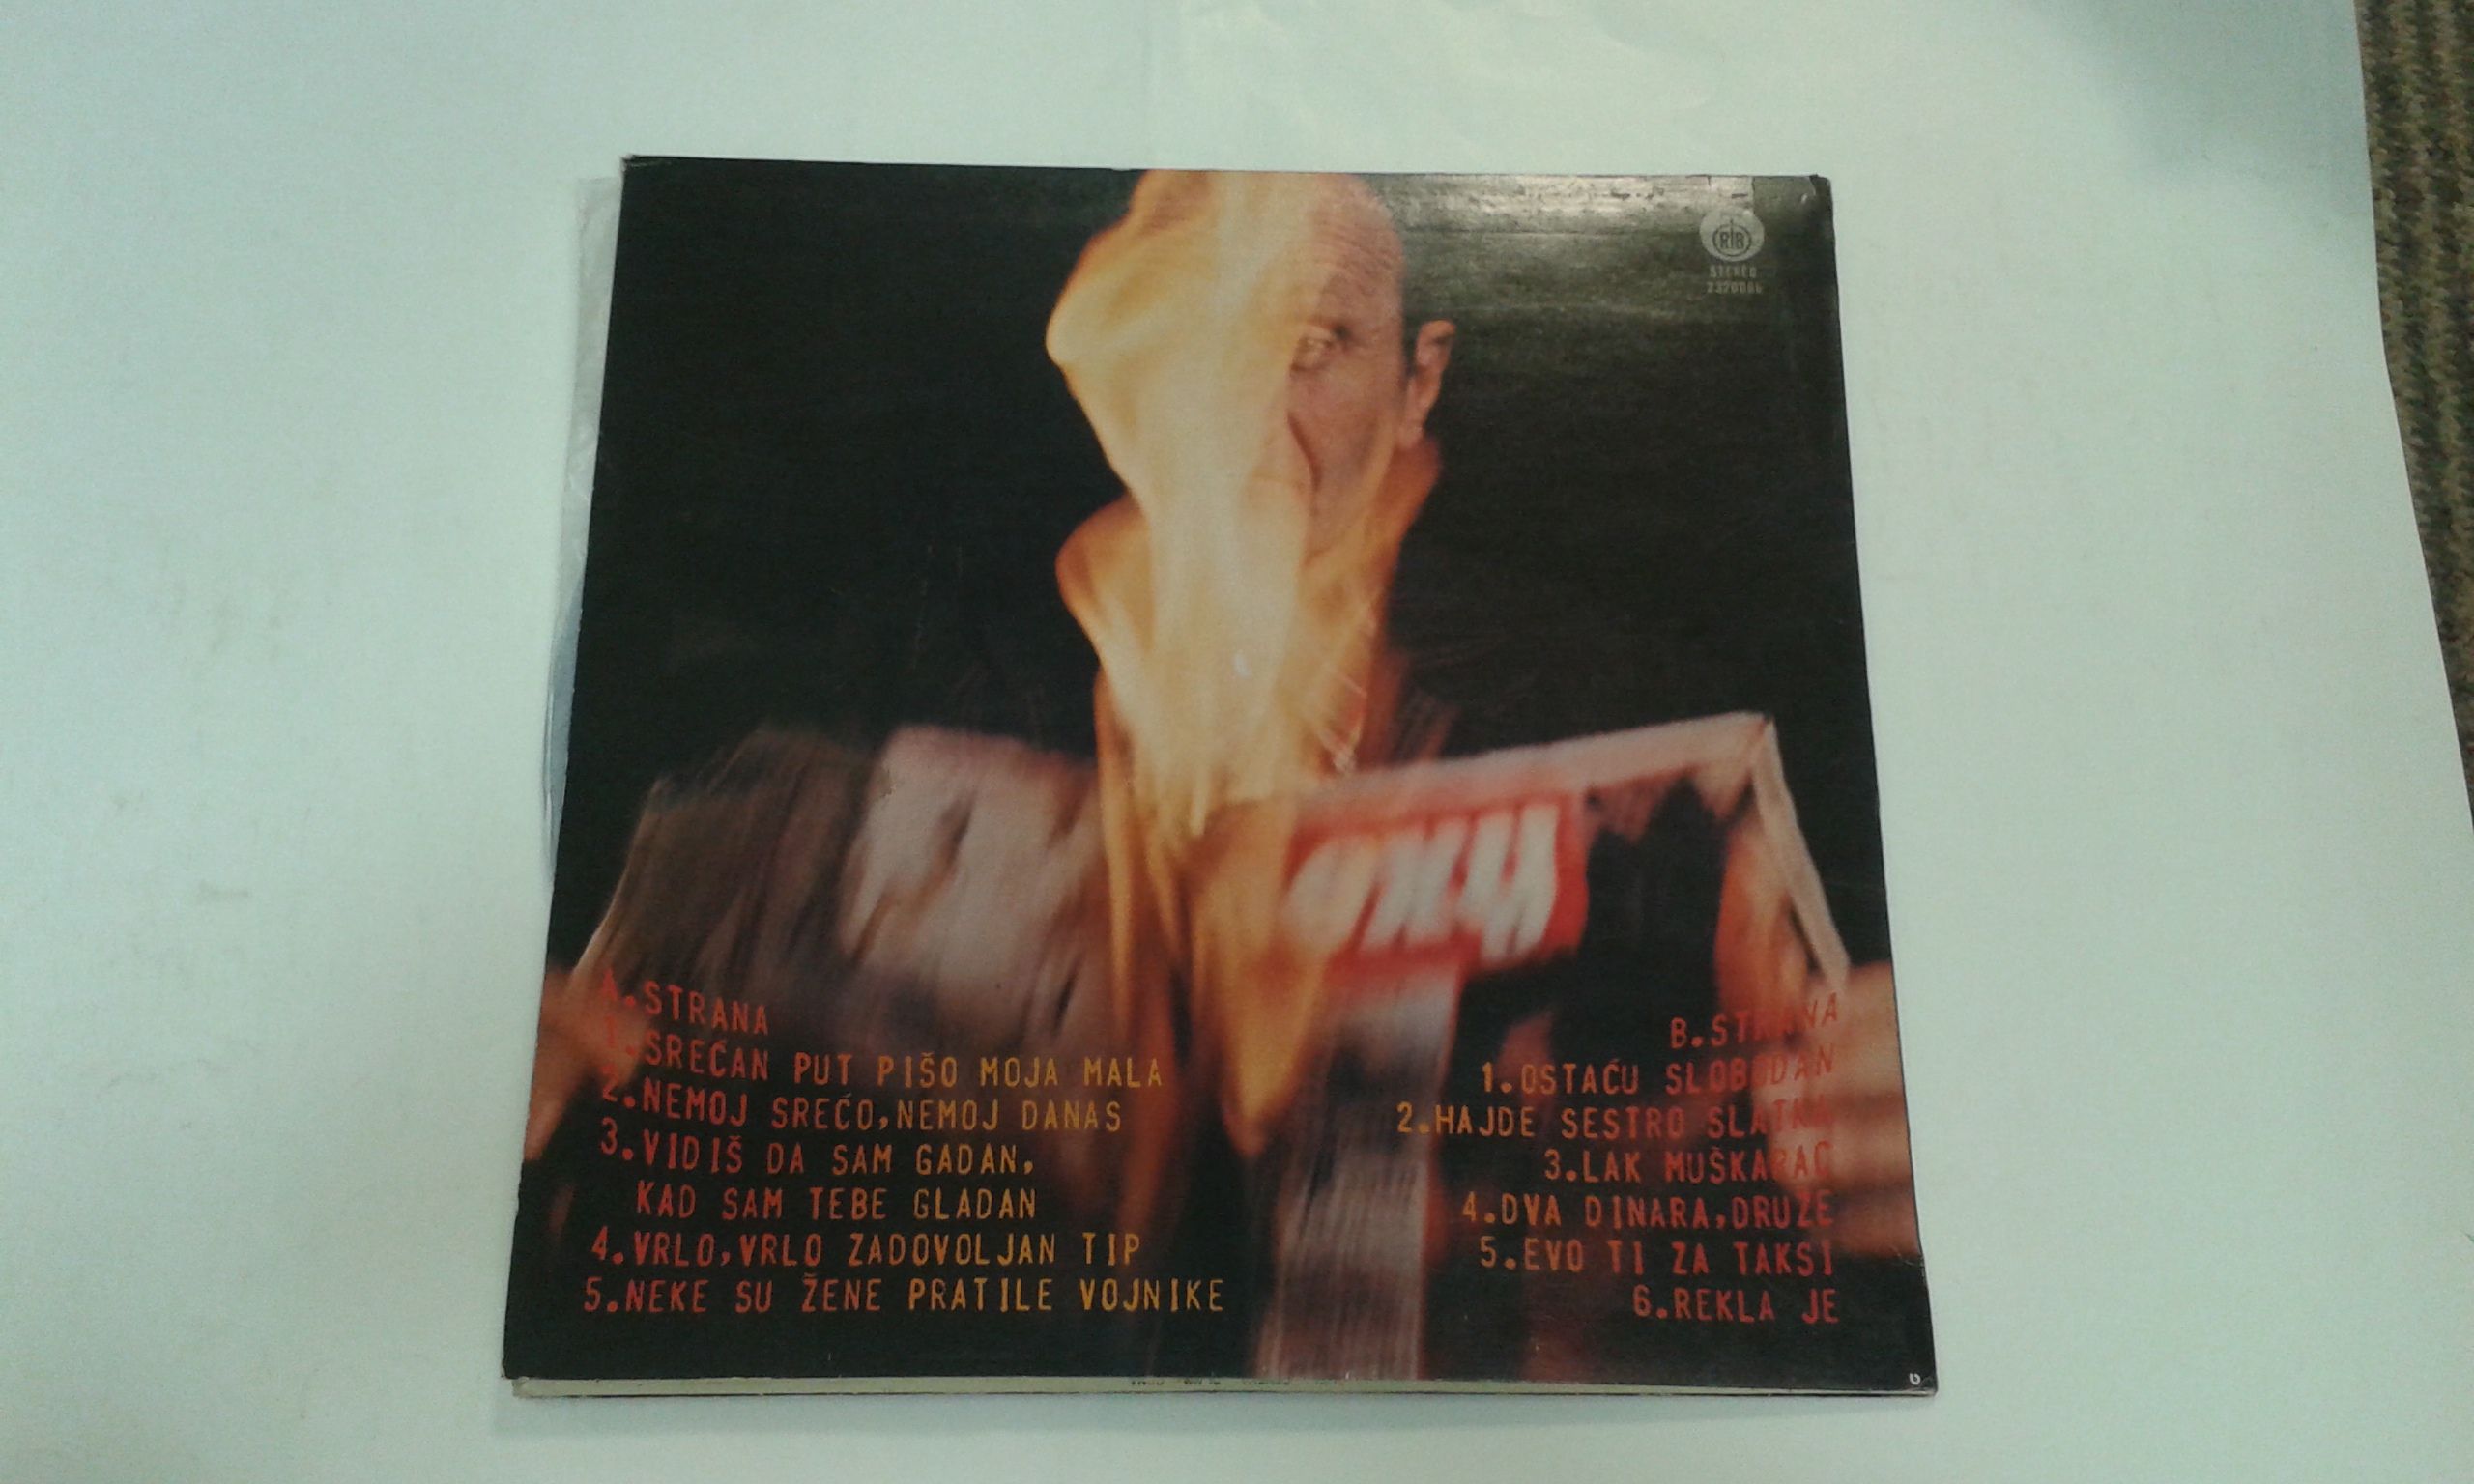 RTB
STEREO
A.STRANA
1.SREĆAN PUT PIŠO MOJA MALA
2.NEMOJ SREĆO,NEMOJ DANAS
3.VIDIŠ DA SAM GADAN,
KAD SAM TEBE GLADAN
4.VRLO,VRLO ZADOVOLJAN TIP
5.NEKE SU ŽENE PRATILE VOJNIKE
B.STRANA
1.OSTAĆU SLOBODAN
2.HAJDE SESTRO SLATKA
3.LAK MUŠKARAC
4.DVA DINARA,DRUŽE
5.EVO TI ZA TAKSI
6.REKLA JE